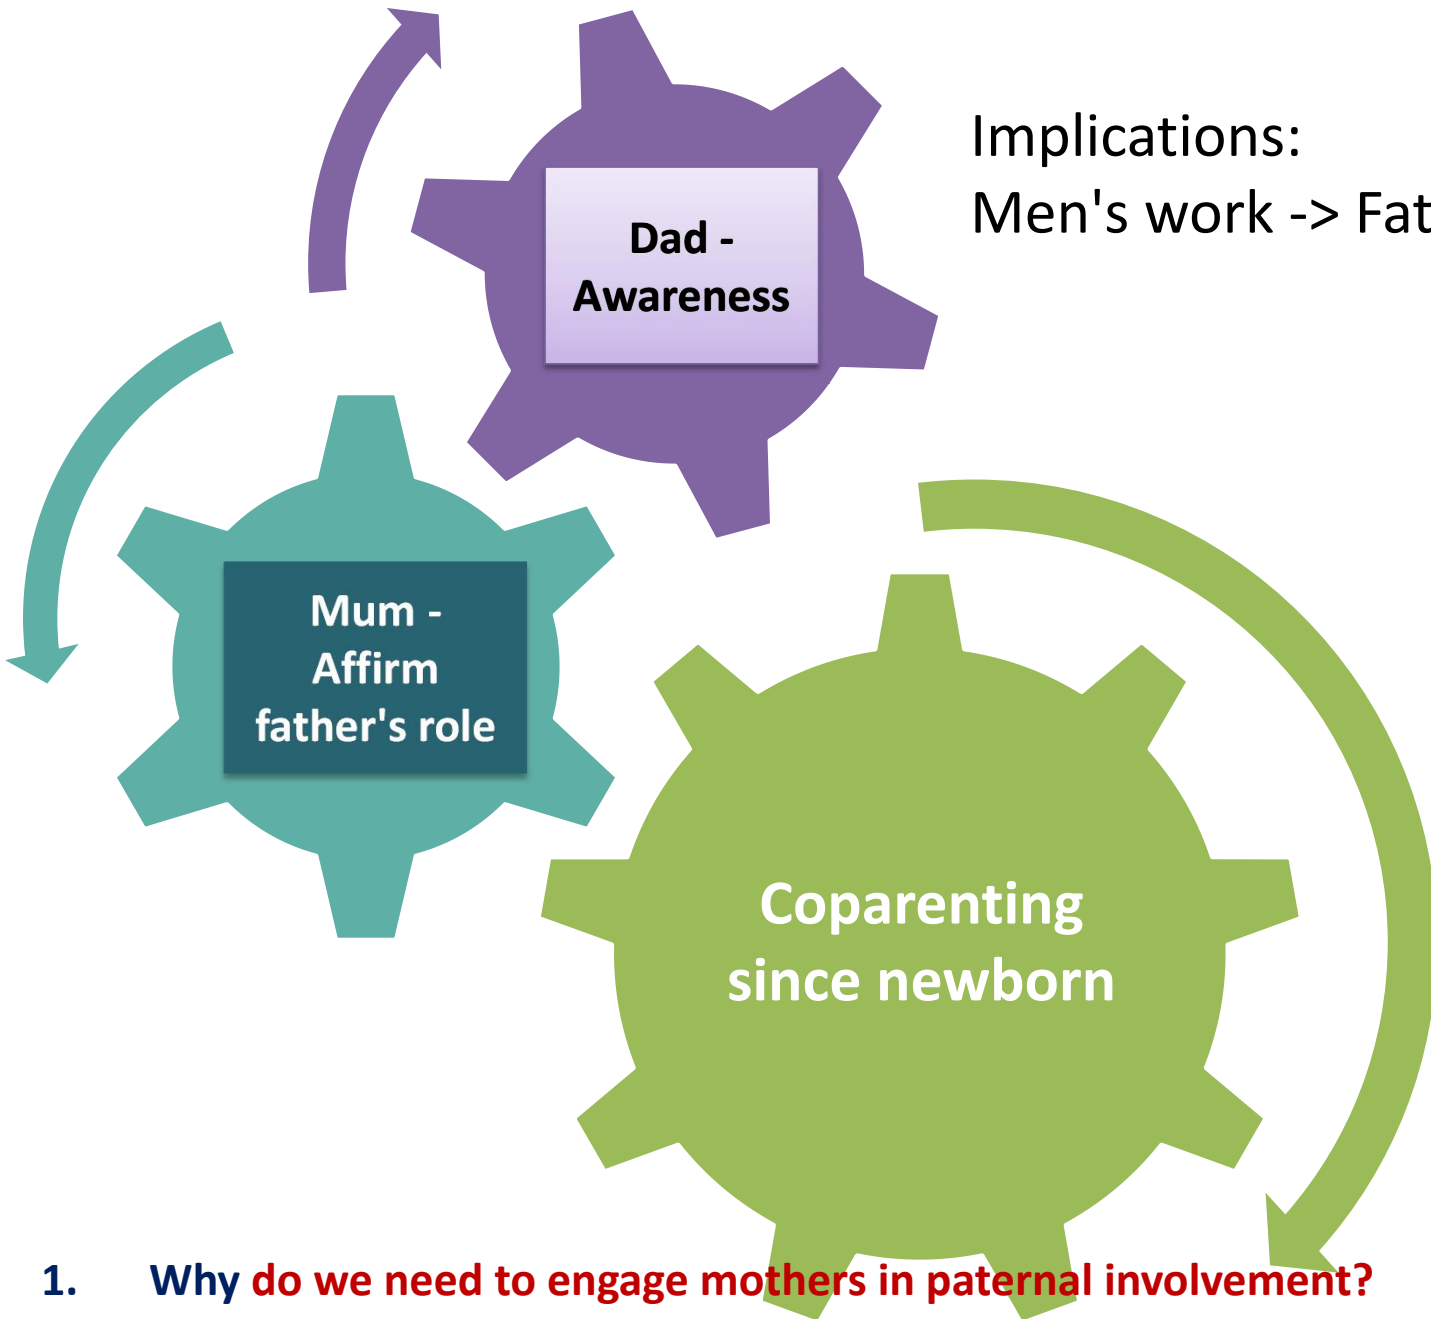 Implications:
Men's work -> Fat
Dad -
Awareness
Mum -
Affirm
father's role
Coparenting
since newborn
1. Why do we need to engage mothers in paternal involvement?